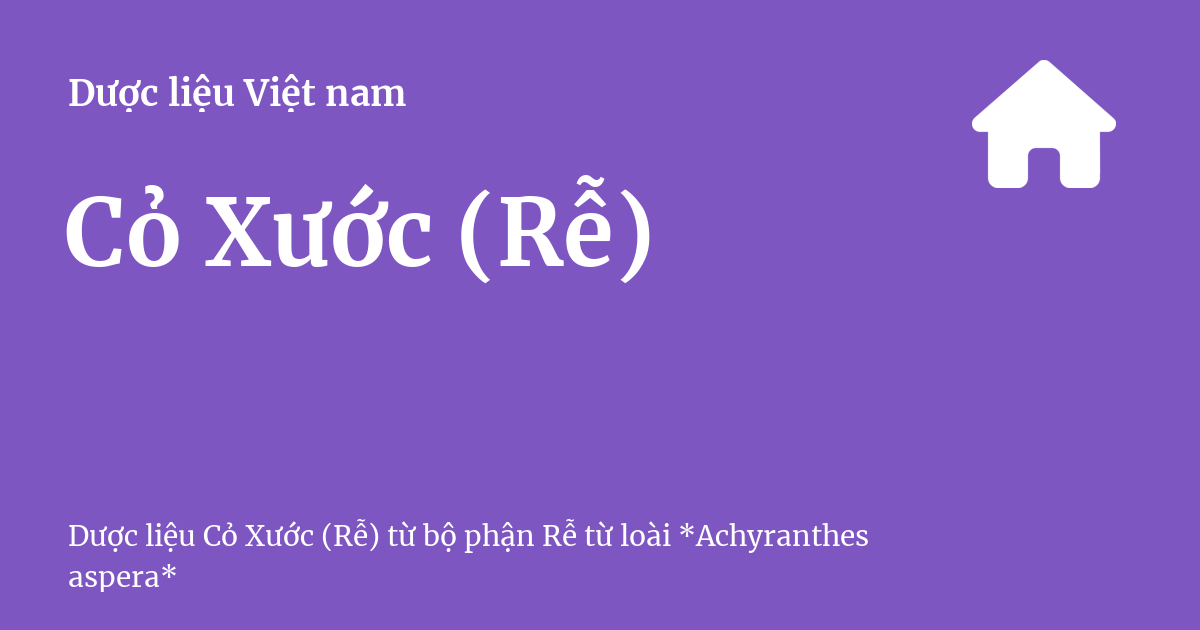 Dược liệu Việt nam
Cỏ Xước (Rễ)
Dược liệu Cỏ Xước (Rễ) từ bộ phận Rễ từ loài *Achyranthes
aspera*